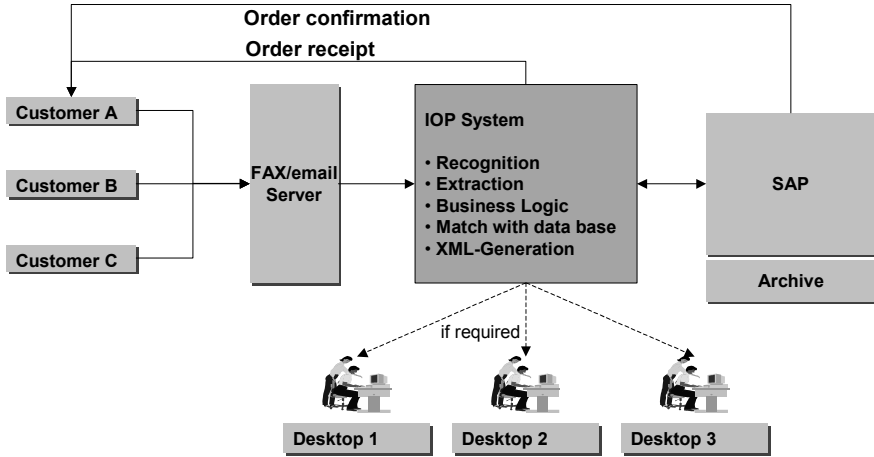 Order confirmation
Order receipt
Customer A
Customer B
Customer C
FAX/email
Server
IOP System
• Recognition
• Extraction
• Business Logic
• Match with data base
• XML-Generation
SAP
Archive
if required
Desktop 1
Desktop 2
Desktop 3